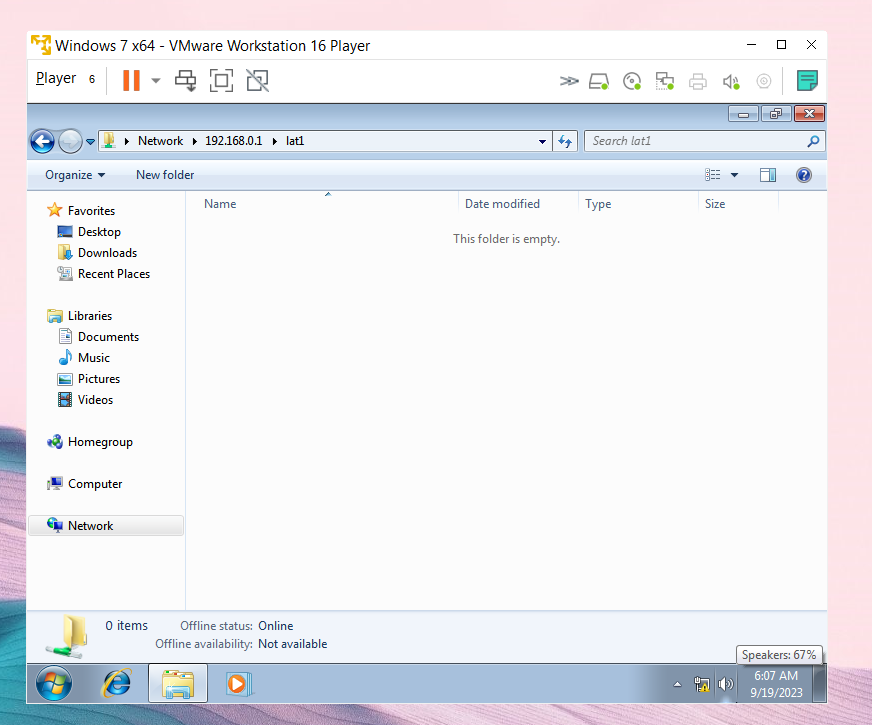 Windows 7 x64 - VMware Workstation 16 Player
Player 6
Network 192.168.0.1 lat1
Search lat1
Organize New folder
Name Date modified Type Size
This folder is empty.
Favorites
Desktop
Downloads
Recent Places
Libraries
Documents
Music
Pictures
Videos
Homegroup
Computer
Network
0 items Offline status: Online
Offline availability: Not available
Speakers: 67%
6:07 AM
9/19/2023